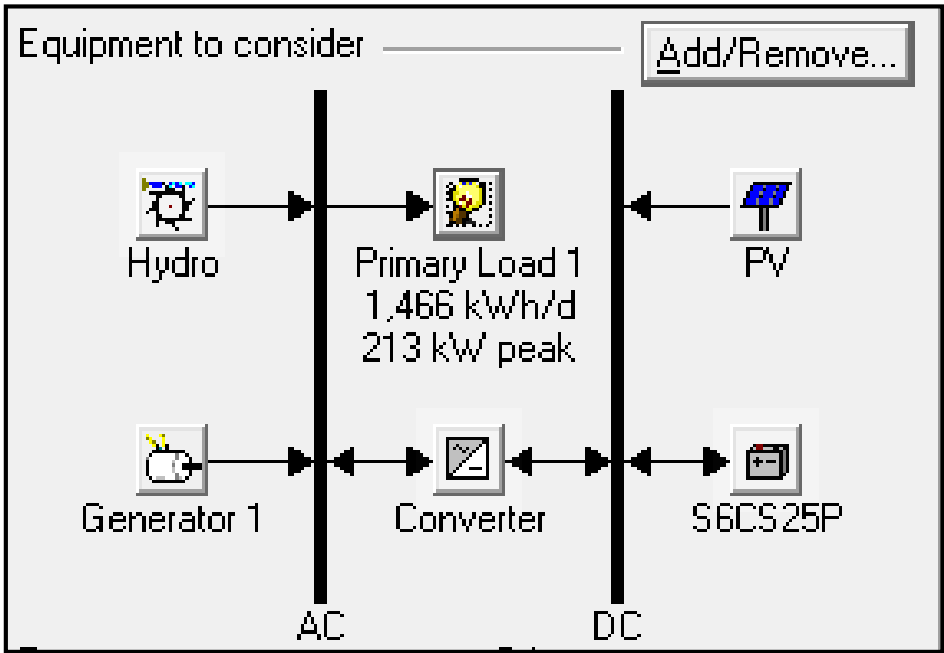 Equipment to consider
Add/Remove...
Hydro
Primary Load 1
1,466 kWh/d
213 kW peak
PV
Generator 1
Converter
S6CS25P
AC
DC